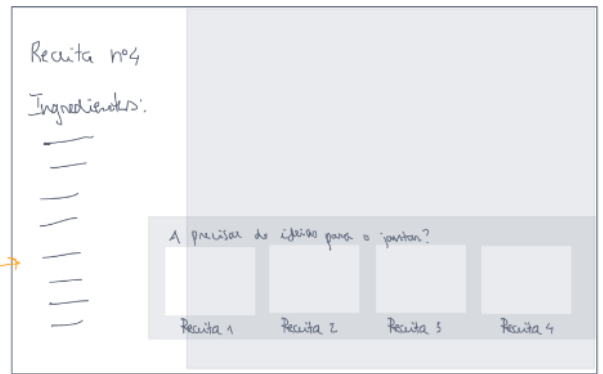 Receita nº4
Ingredientes:
A precisar de ideias para o jantar?
Receita 1
Receita 2
Receita 3
Receita 4